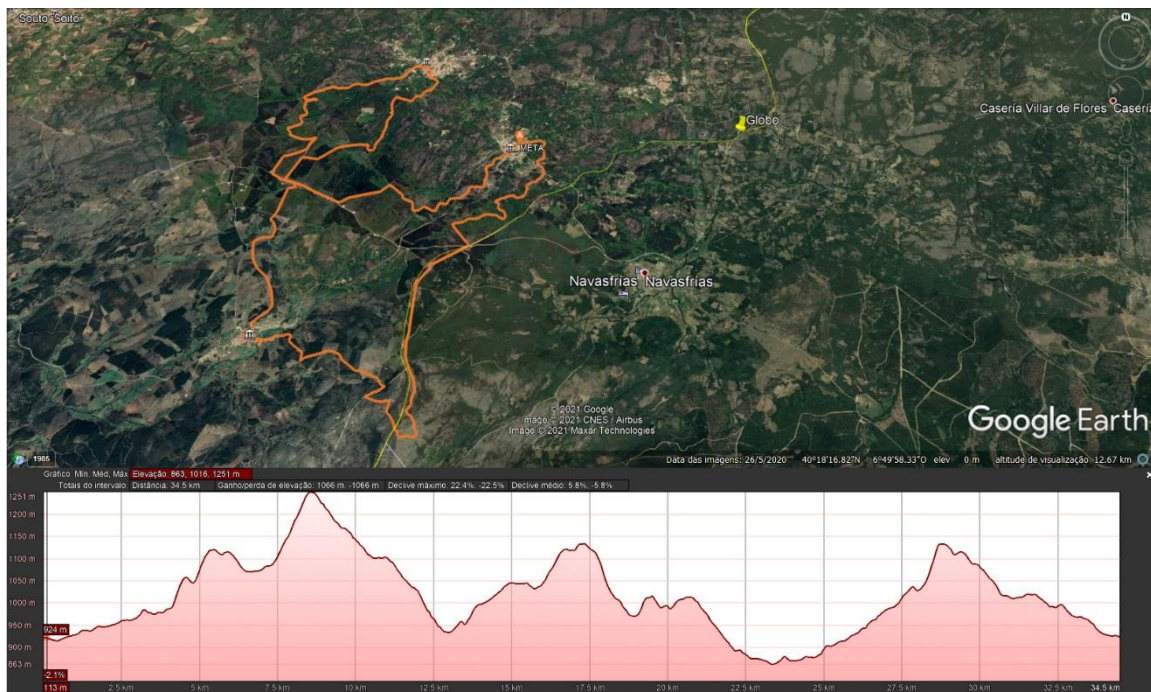 Souto Soito
N
Caseria Villar de Flores Caseria
Globo
META
Navasfrías Navasfrías
© 2021 Google
Image © 2021 CNES / Airbus
Image © 2021 Maxar Technologies
Google Earth
1985
Data das imagens: 26/5/2020 40°18'16.82"N 6°49'58.33"O elev 0 m altitude de visualização 12.67 km
Gráfico: Mín, Méd, Máx Elevação: 863, 1016, 1251 m
Totais do intervalo: Distância: 34.5 km Ganho/perda de elevação: 1066 m, -1066 m Declive máximo: 22.4%, -22.5% Declive médio: 5.8%, -5.8%
1251 m
1200 m
1150 m
1100 m
1050 m
1000 m
950 m
924 m
900 m
863 m
-2.1%
113 m 2.5 km 5 km 7.5 km 10 km 12.5 km 15 km 17.5 km 20 km 22.5 km 25 km 27.5 km 30 km 32.5 km 34.5 km